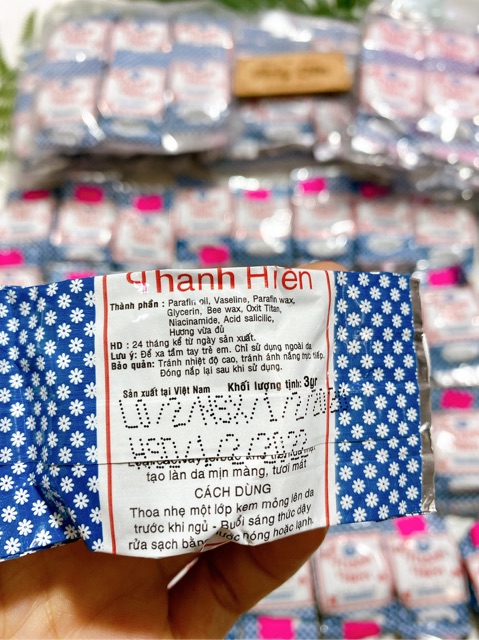 Thanh Hiền
Thành phần : Parafin oil, Vaseline, Parafin wax,
Glycerin, Bee wax, Oxit Titan,
Niacinamide, Acid salicilic,
Hương vừa đủ
HD : 24 tháng kể từ ngày sản xuất.
Lưu ý: Để xa tầm tay trẻ em. Chỉ sử dụng ngoài da
Bảo quản: Tránh nhiệt độ cao, tránh ánh nắng trực tiếp.
Đóng nắp lại sau khi sử dụng.
Sản xuất tại Việt Nam Khối lượng tịnh: 3gr
tạo làn da mịn màng, tươi mát
CÁCH DÙNG
Thoa nhẹ một lớp kem mỏng lên da
trước khi ngủ - Buổi sáng thức dậy
rửa sạch bằng nước nóng hoặc lạnh.